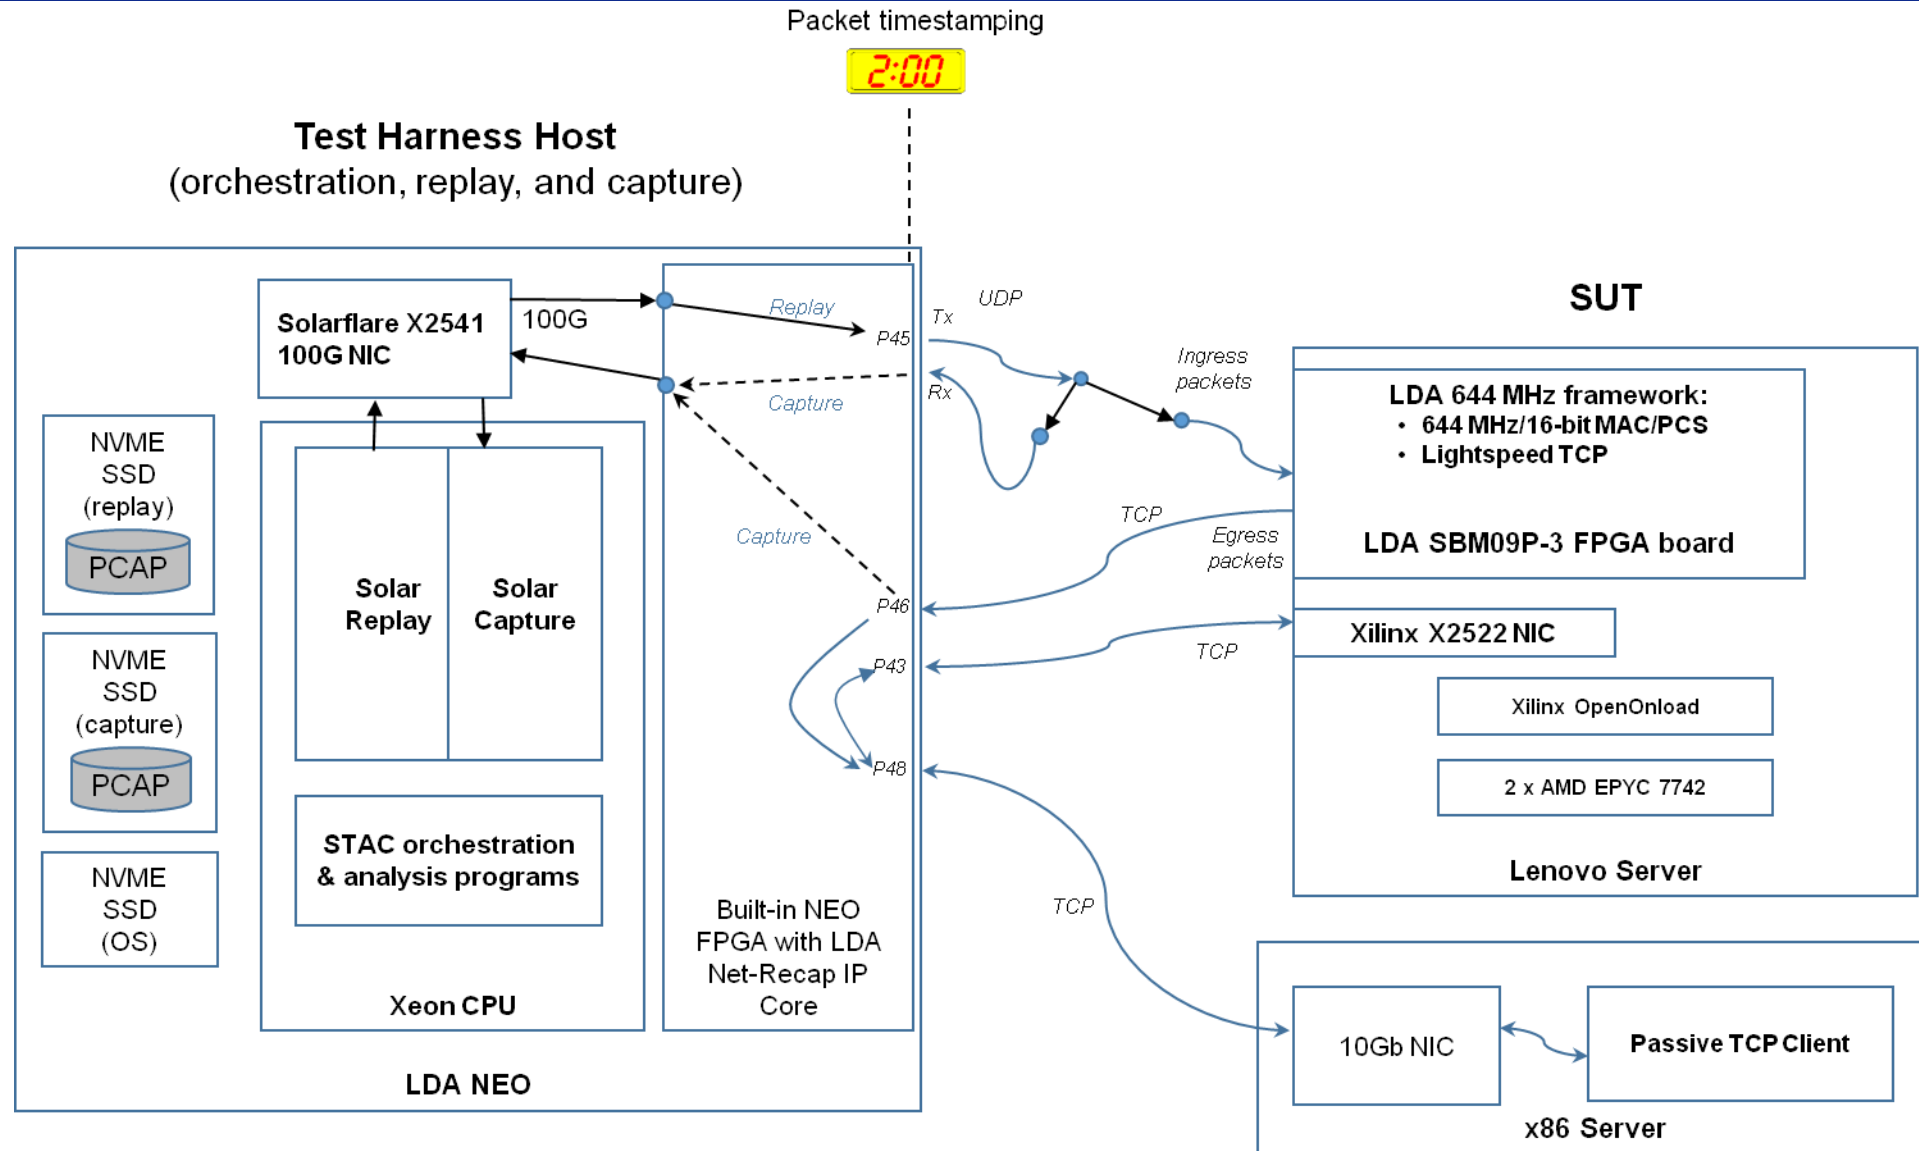 Packet timestamping
2:00
Test Harness Host
(orchestration, replay, and capture)
Solarflare X2541
100G NIC
100G
Replay
P45
Tx
UDP
Rx
Capture
Capture
Ingress
packets
SUT
LDA 644 MHz framework:
• 644 MHz/16-bit MAC/PCS
• Lightspeed TCP
LDA SBM09P-3 FPGA board
TCP
Egress
packets
NVME
SSD
(replay)
PCAP
NVME
SSD
(capture)
PCAP
NVME
SSD
(OS)
Solar
Replay
Solar
Capture
STAC orchestration
& analysis programs
Xeon CPU
P46
P43
P48
Built-in NEO
FPGA with LDA
Net-Recap IP
Core
LDA NEO
TCP
Xilinx X2522 NIC
Xilinx OpenOnload
2 x AMD EPYC 7742
Lenovo Server
TCP
10Gb NIC
Passive TCP Client
x86 Server